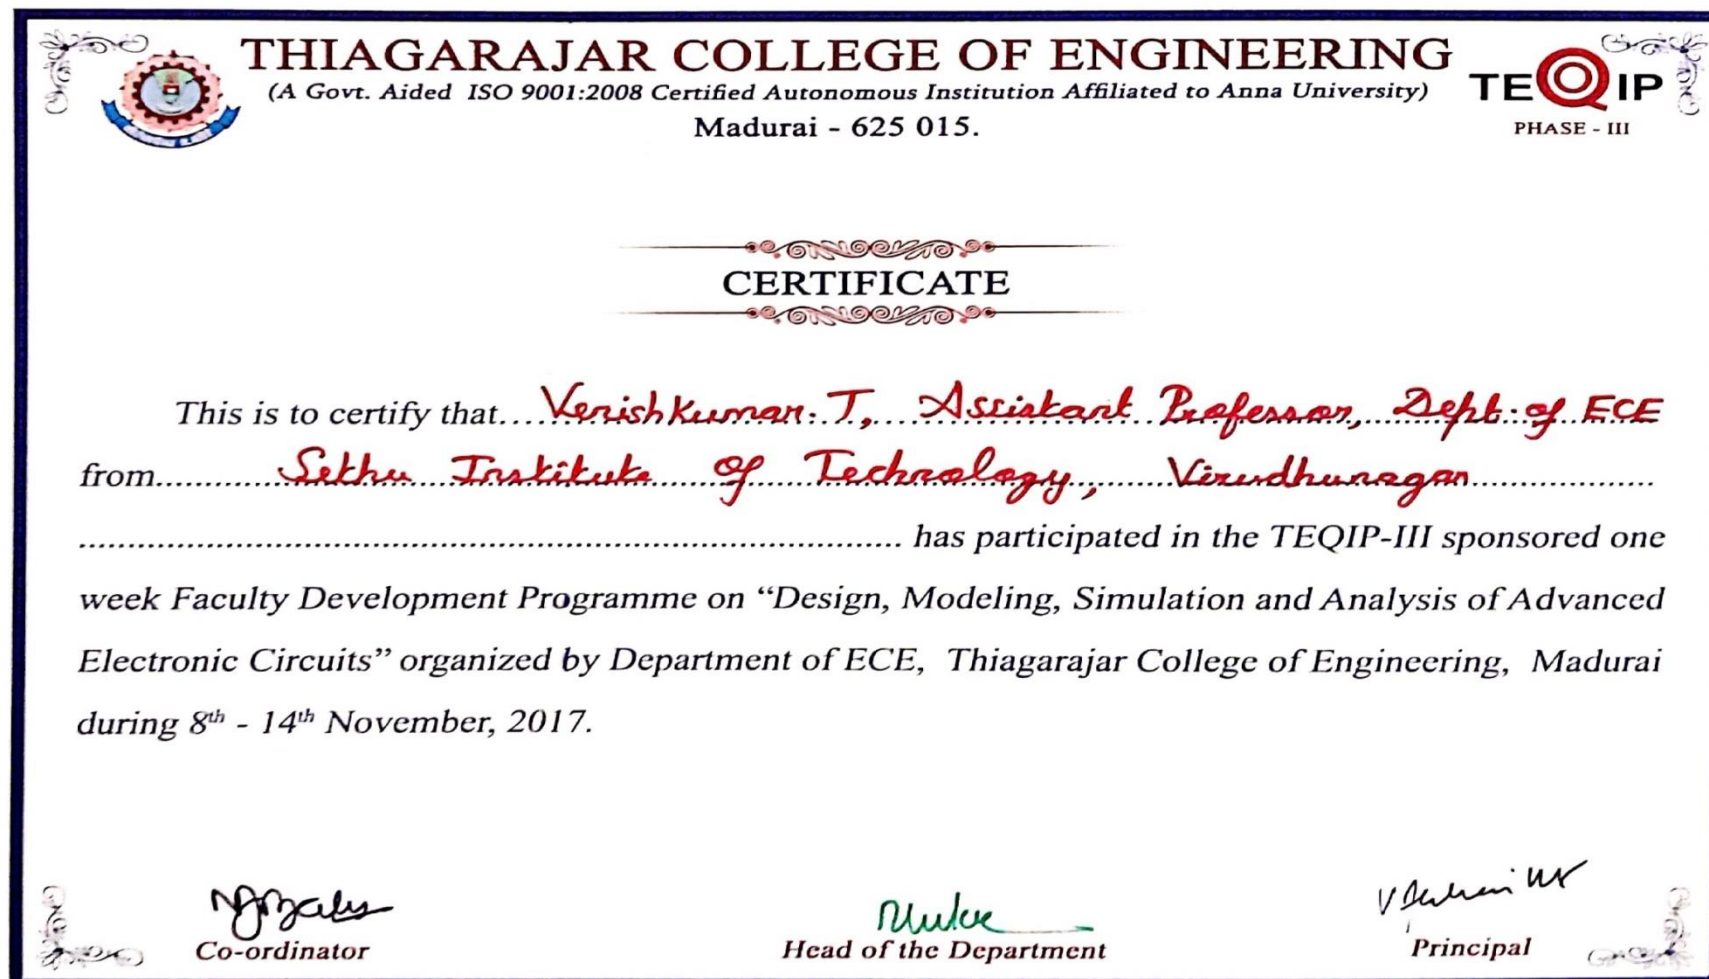 THIAGARAJAR COLLEGE OF ENGINEERING
(A Govt. Aided ISO 9001:2008 Certified Autonomous Institution Affiliated to Anna University)
Madurai - 625 015.
TEQIP
PHASE - III
CERTIFICATE
This is to certify that....Venish Kumar. T, Assistant Professor, Dept. of ECE
from..........Sethu Institute of Technology, Virudhunagar..................
.................................................................................... has participated in the TEQIP-III sponsored one
week Faculty Development Programme on “Design, Modeling, Simulation and Analysis of Advanced
Electronic Circuits” organized by Department of ECE, Thiagarajar College of Engineering, Madurai
during 8th - 14th November, 2017.
Co-ordinator
Head of the Department
Principal